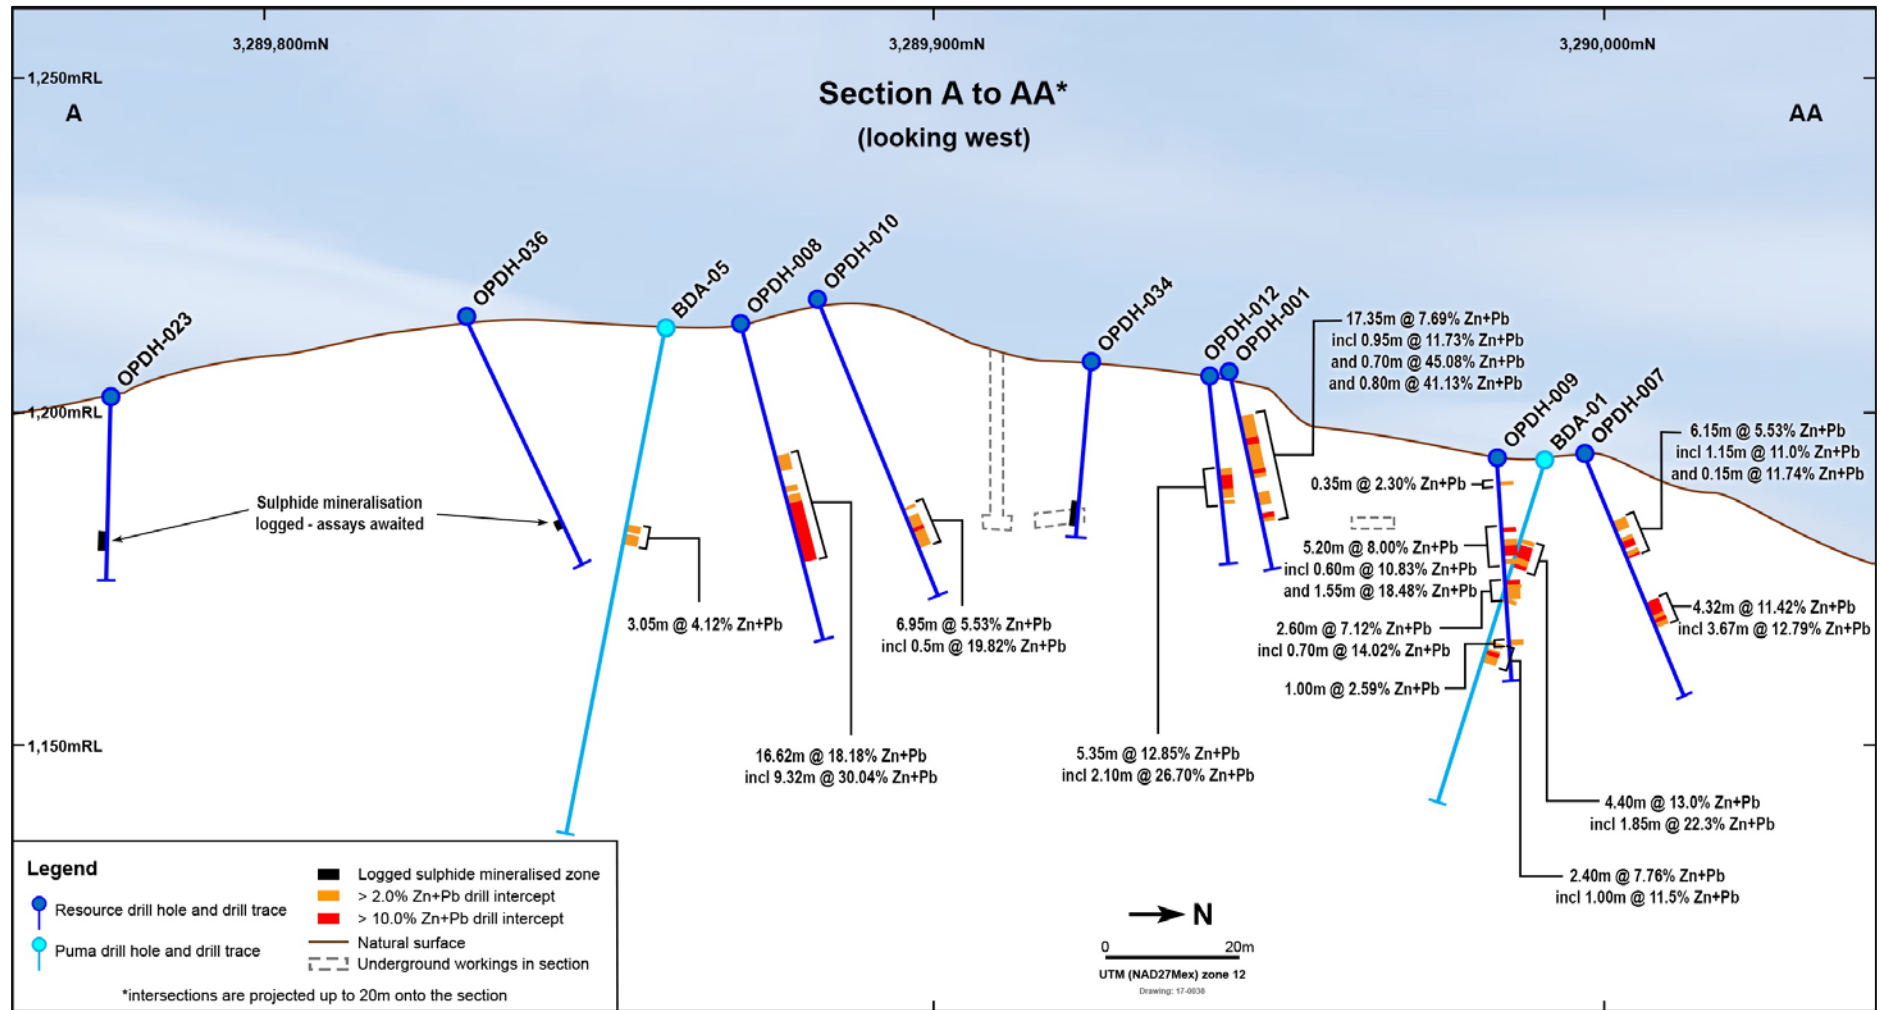 3,289,800mN
3,289,900mN
3,290,000mN
1,250mRL
Section A to AA*
(looking west)
A
AA
OPDH-023
OPDH-036
BDA-05
OPDH-008
OPDH-010
OPDH-034
OPDH-012
OPDH-001
OPDH-009
BDA-01
OPDH-007
17.35m @ 7.69% Zn+Pb
incl 0.95m @ 11.73% Zn+Pb
and 0.70m @ 45.08% Zn+Pb
and 0.80m @ 41.13% Zn+Pb
1,200mRL
6.15m @ 5.53% Zn+Pb
incl 1.15m @ 11.0% Zn+Pb
and 0.15m @ 11.74% Zn+Pb
Sulphide mineralisation
logged - assays awaited
0.35m @ 2.30% Zn+Pb
5.20m @ 8.00% Zn+Pb
incl 0.60m @ 10.83% Zn+Pb
and 1.55m @ 18.48% Zn+Pb
3.05m @ 4.12% Zn+Pb
6.95m @ 5.53% Zn+Pb
incl 0.5m @ 19.82% Zn+Pb
2.60m @ 7.12% Zn+Pb
incl 0.70m @ 14.02% Zn+Pb
4.32m @ 11.42% Zn+Pb
incl 3.67m @ 12.79% Zn+Pb
1.00m @ 2.59% Zn+Pb
1,150mRL
16.62m @ 18.18% Zn+Pb
incl 9.32m @ 30.04% Zn+Pb
5.35m @ 12.85% Zn+Pb
incl 2.10m @ 26.70% Zn+Pb
4.40m @ 13.0% Zn+Pb
incl 1.85m @ 22.3% Zn+Pb
2.40m @ 7.76% Zn+Pb
incl 1.00m @ 11.5% Zn+Pb
Legend
Resource drill hole and drill trace
Puma drill hole and drill trace
Logged sulphide mineralised zone
> 2.0% Zn+Pb drill intercept
> 10.0% Zn+Pb drill intercept
Natural surface
Underground workings in section
*intersections are projected up to 20m onto the section
N
0 20m
UTM (NAD27Mex) zone 12
Drawing: 17-0038